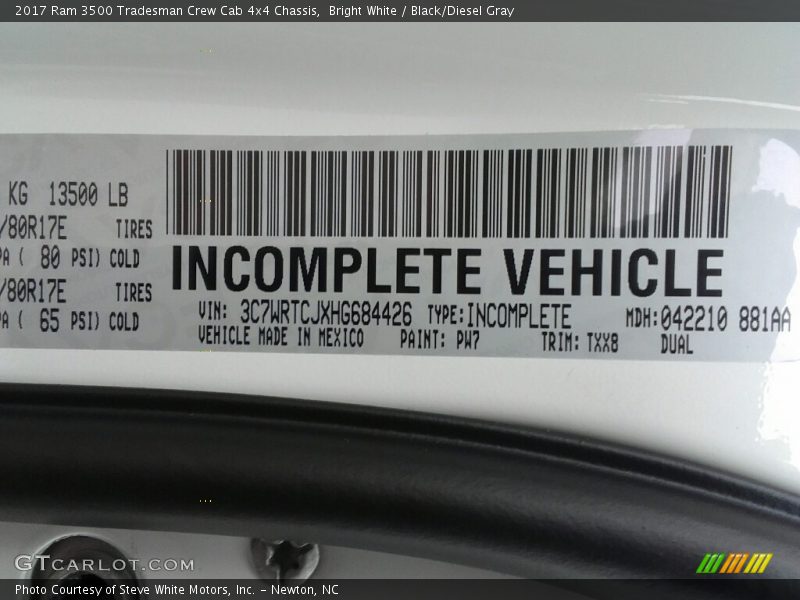 2017 Ram 3500 Tradesman Crew Cab 4x4 Chassis, Bright White / Black/Diesel Gray
KG 13500 LB
/80R17E TIRES
PA ( 80 PSI) COLD
/80R17E TIRES
PA ( 65 PSI) COLD
INCOMPLETE VEHICLE
VIN: 3C7WRTCJXHG684426 TYPE:INCOMPLETE MDH:042210 881AA
VEHICLE MADE IN MEXICO PAINT: PW7 TRIM: TXX8 DUAL
GTCARLOT.COM
Photo Courtesy of Steve White Motors, Inc. – Newton, NC